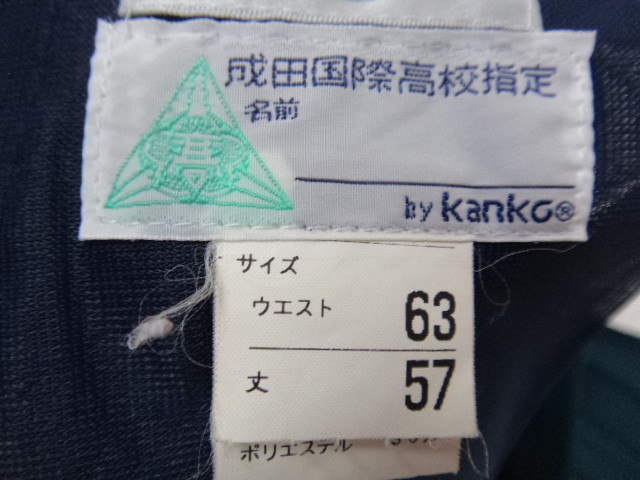 成田国際高校指定
名前
高
by Kanko®
サイズ
ウエスト 63
丈 57
ポリエステル